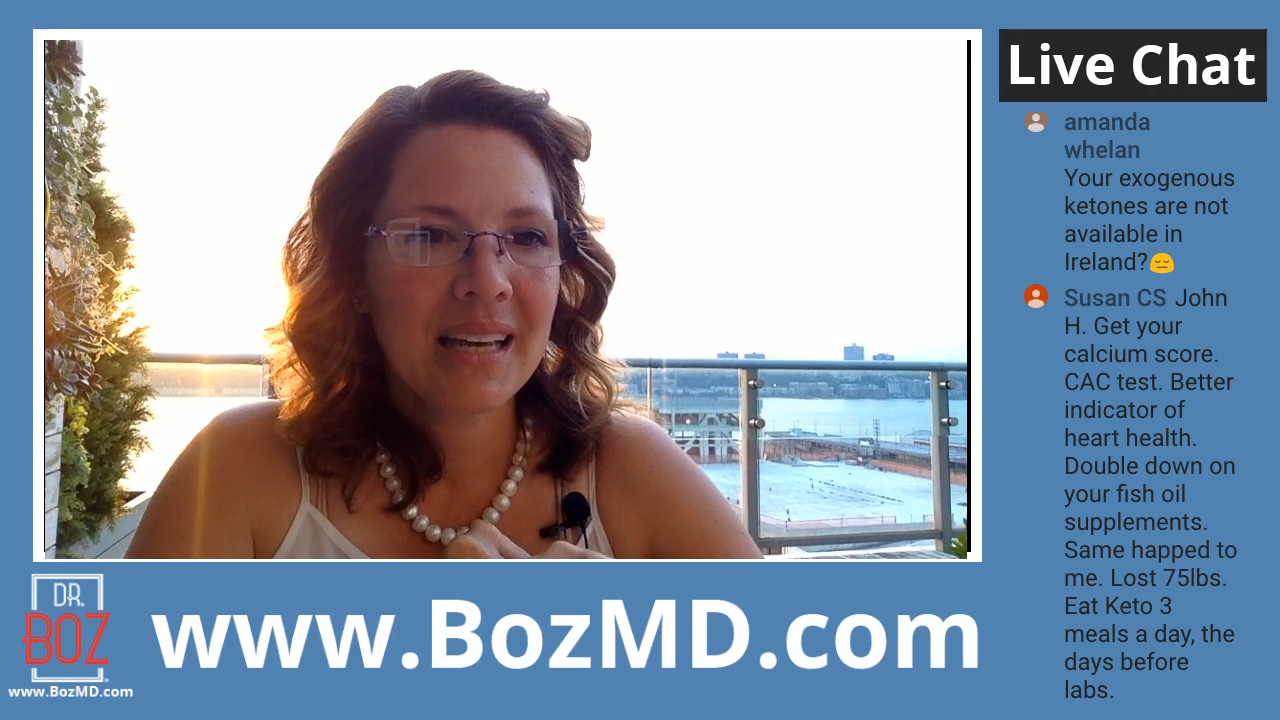 Live Chat
amanda
whelan
Your exogenous
ketones are not
available in
Ireland?😔
Susan CS John
H. Get your
calcium score.
CAC test. Better
indicator of
heart health.
Double down on
your fish oil
supplements.
Same happed to
me. Lost 75lbs.
Eat Keto 3
meals a day, the
days before
labs.
DR.
BOZ
www.BozMD.com
www.BozMD.com